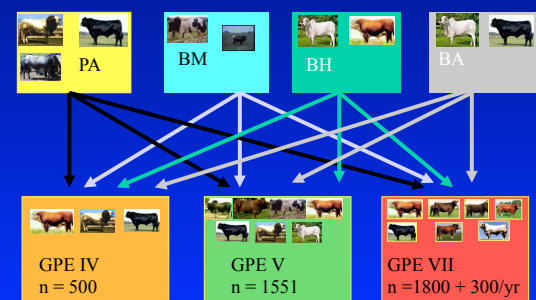 PA
BM
BH
BA
GPE IV
n = 500
GPE V
n = 1551
GPE VII
n =1800 + 300/yr